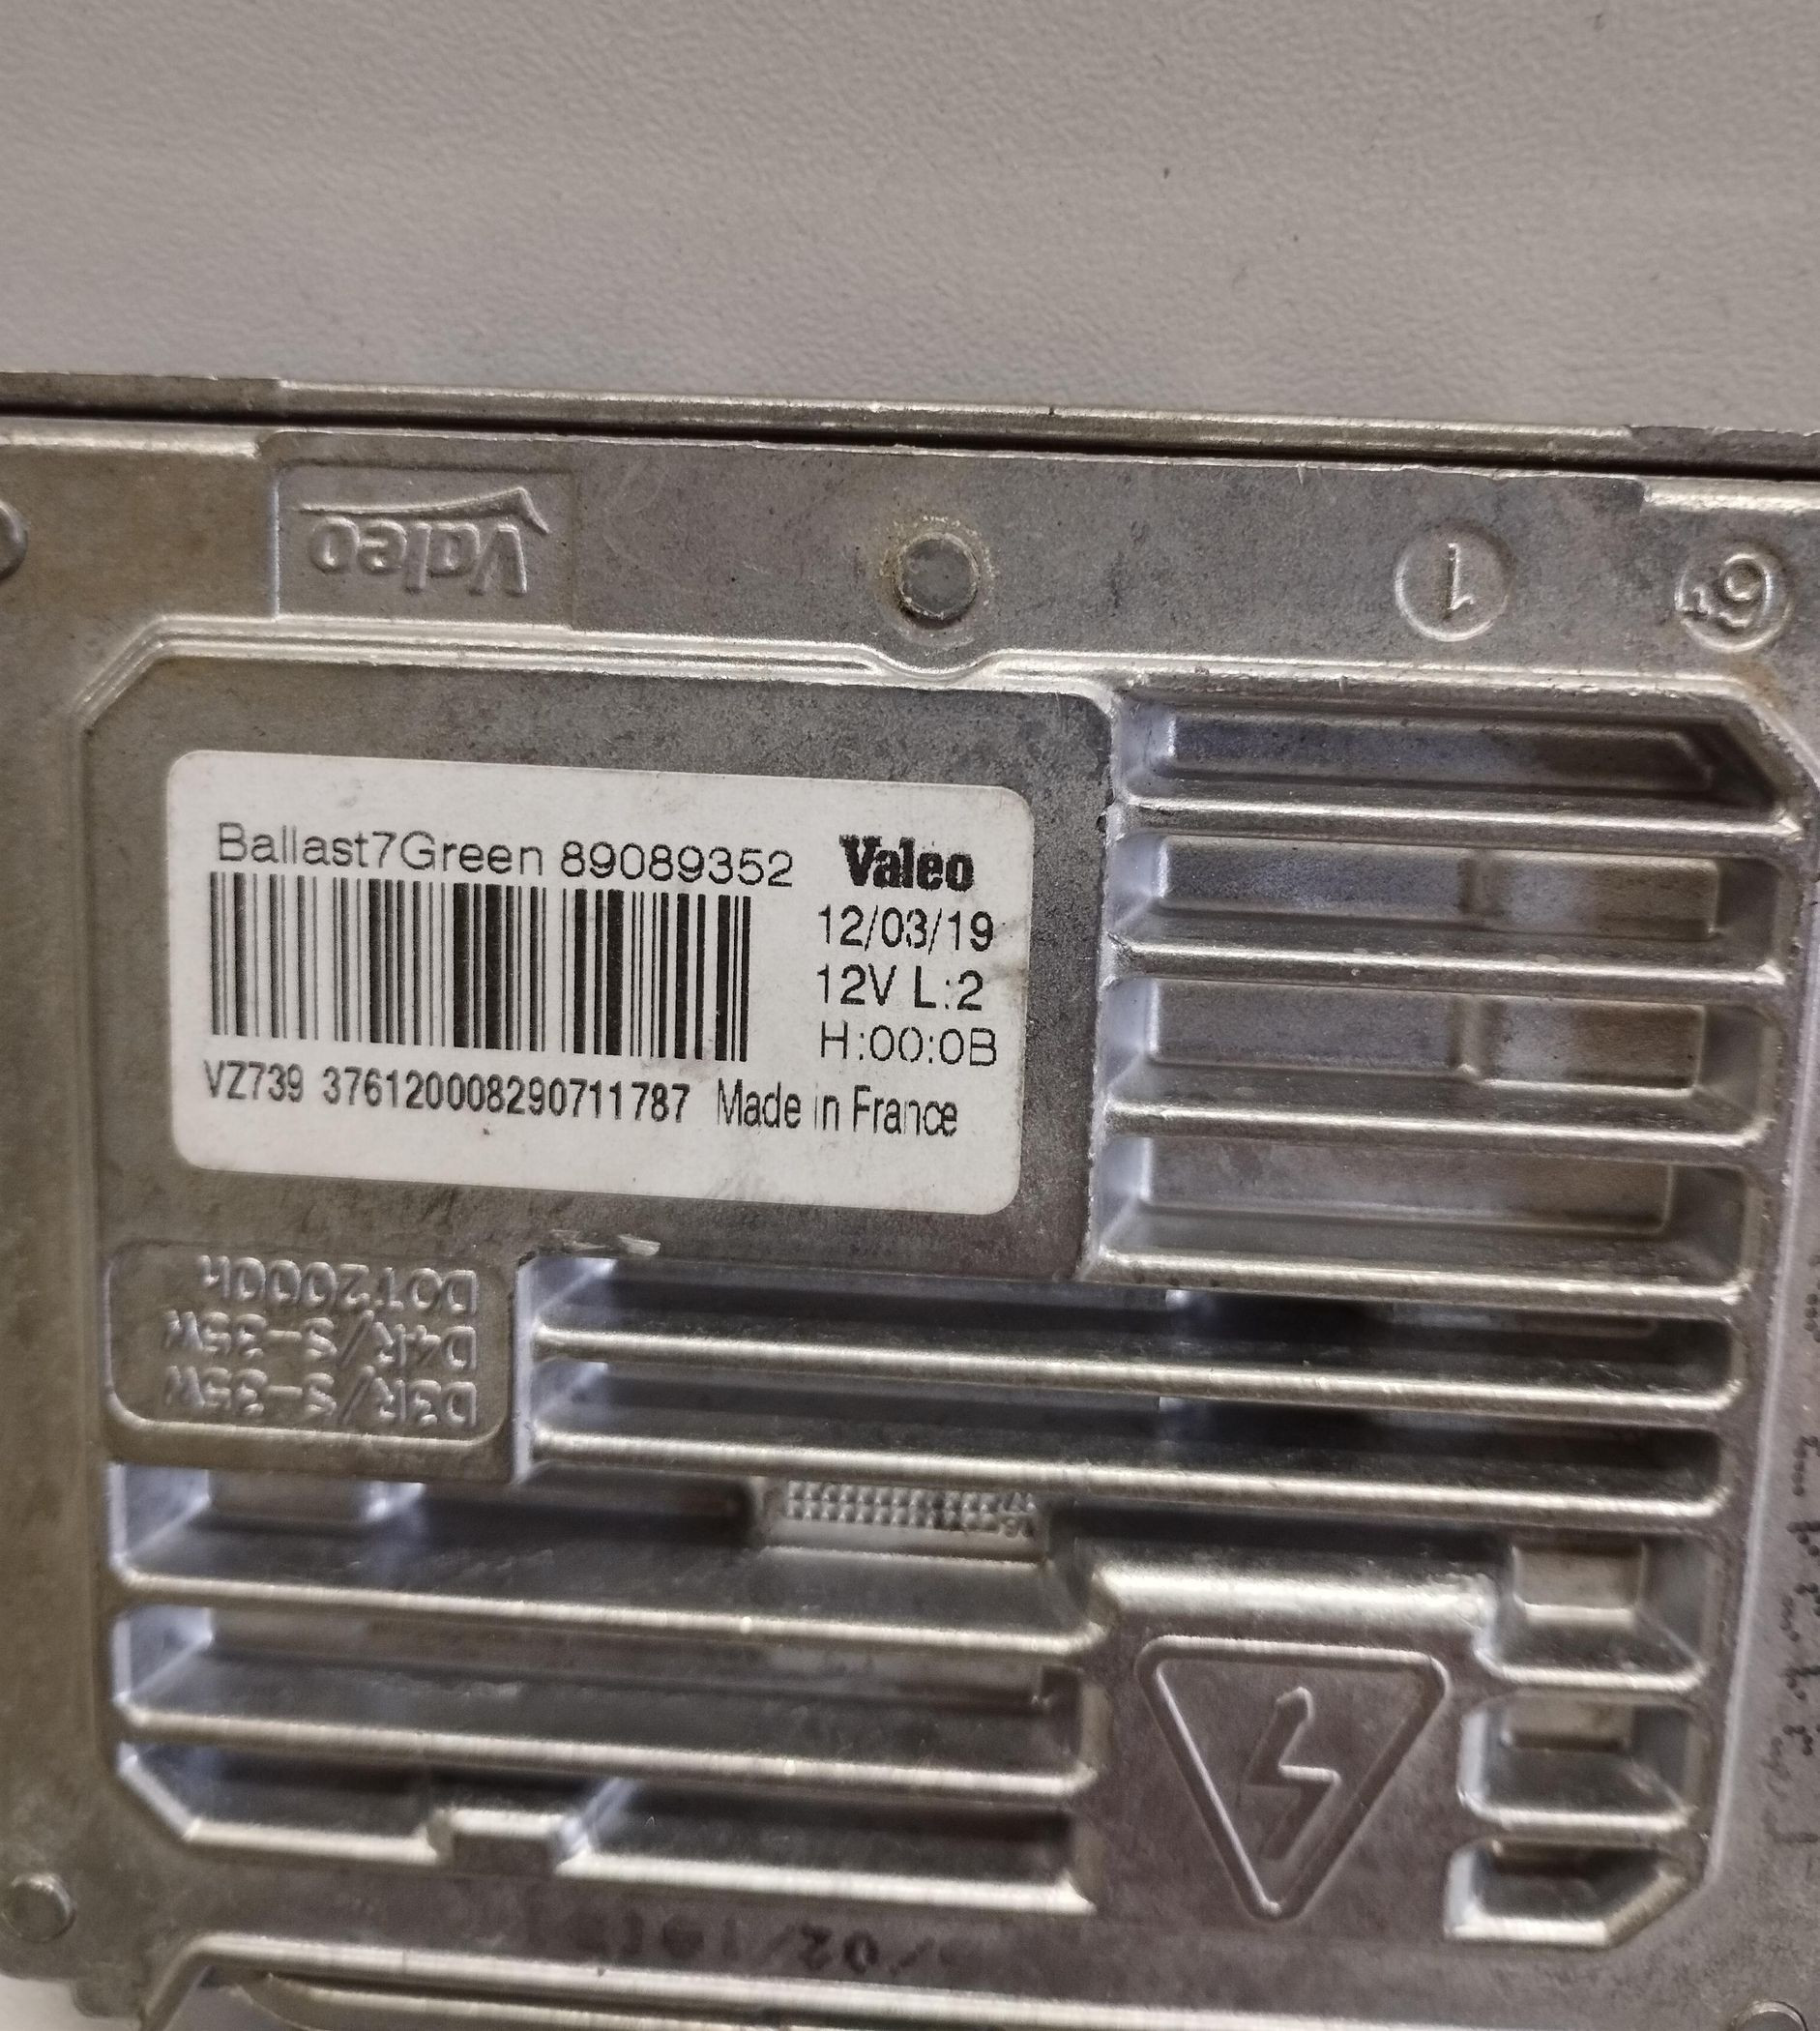 Valeo
1
Ballast7Green 89089352 Valeo
12/03/19
12V L:2
H:00:0B
VZ739 376120008290711787 Made in France
D3R/S-35W
D4R/S-35W
DOT2000h